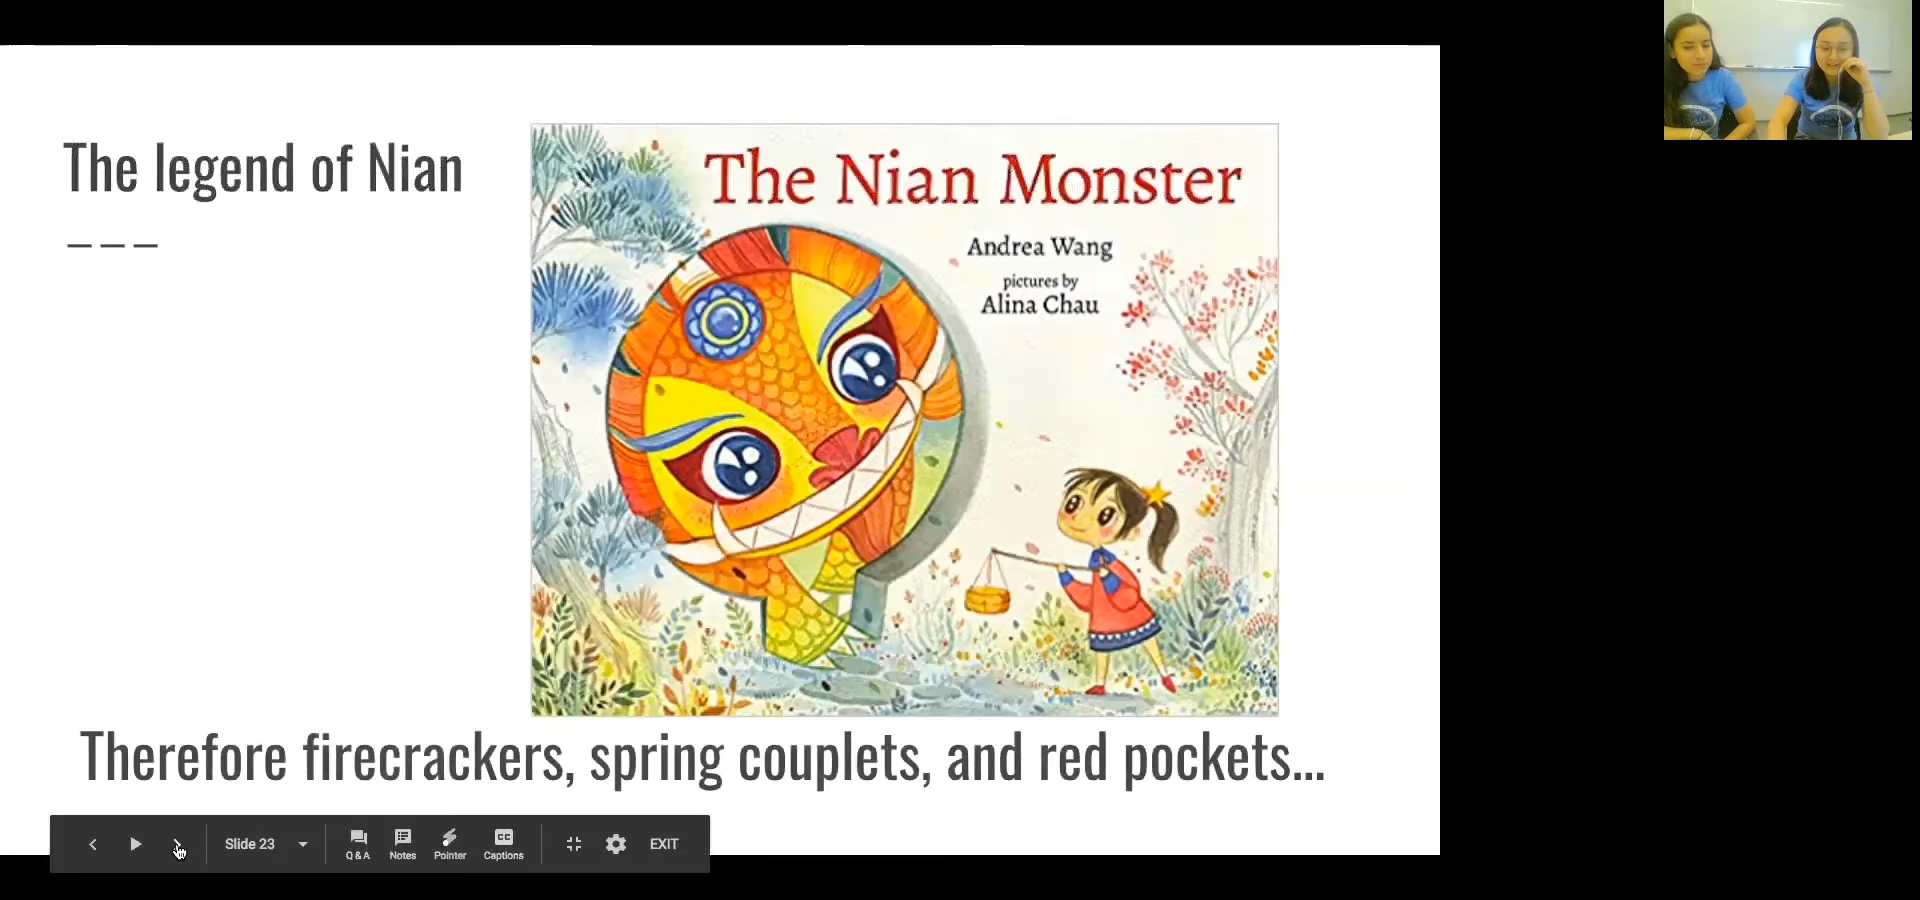 The legend of Nian
The Nian Monster
Andrea Wang
pictures by
Alina Chau
Therefore firecrackers, spring couplets, and red pockets...
Slide 23
Q & A
Notes
Pointer
CC
Captions
EXIT